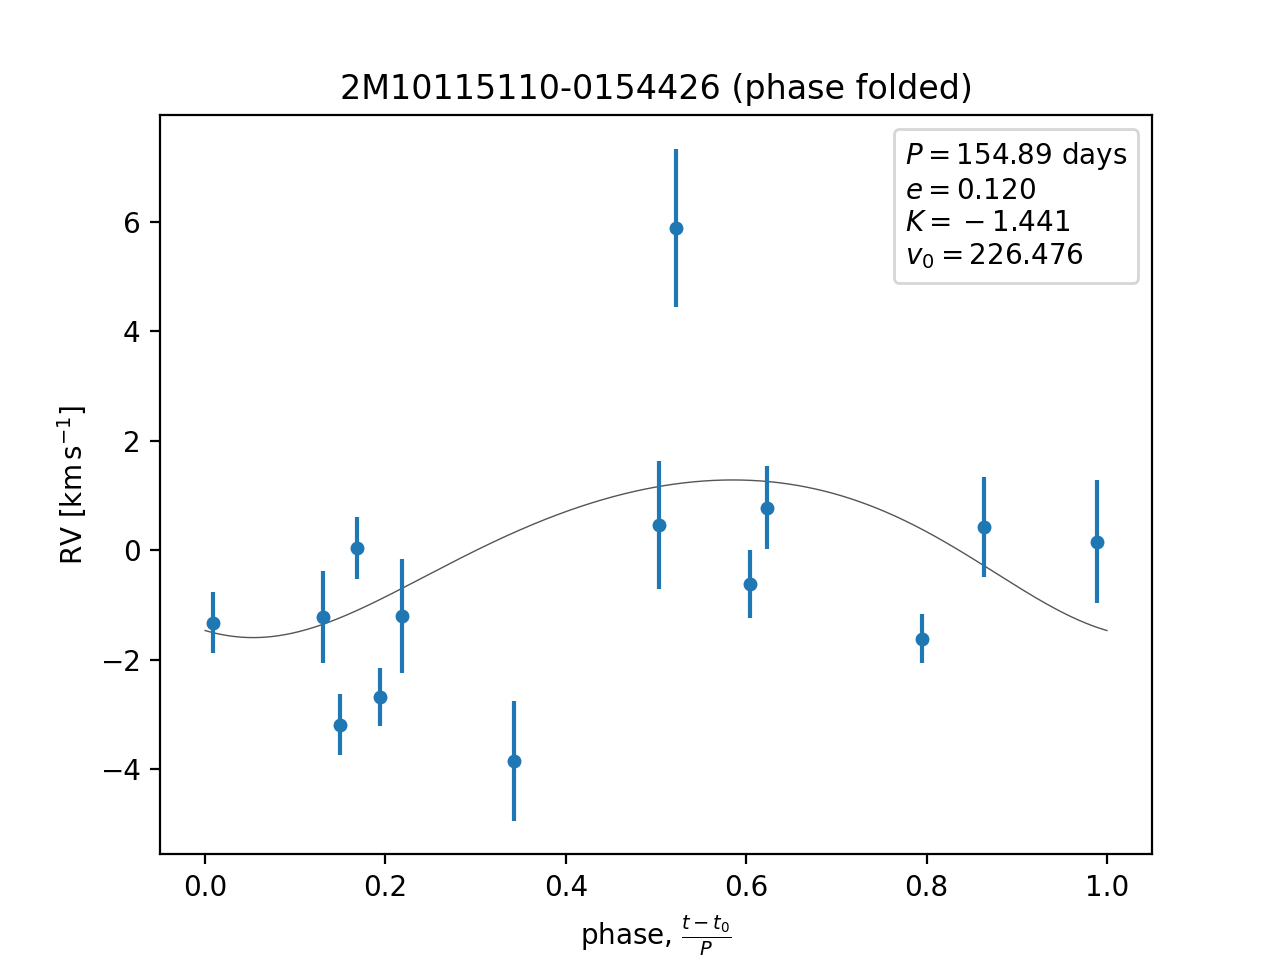 2M10115110-0154426 (phase folded)
P = 154.89 days
e = 0.120
K = −1.441
v₀ = 226.476
6
4
2
0
−2
−4
RV [km s⁻¹]
0.0 0.2 0.4 0.6 0.8 1.0
phase, (t − t₀)/P